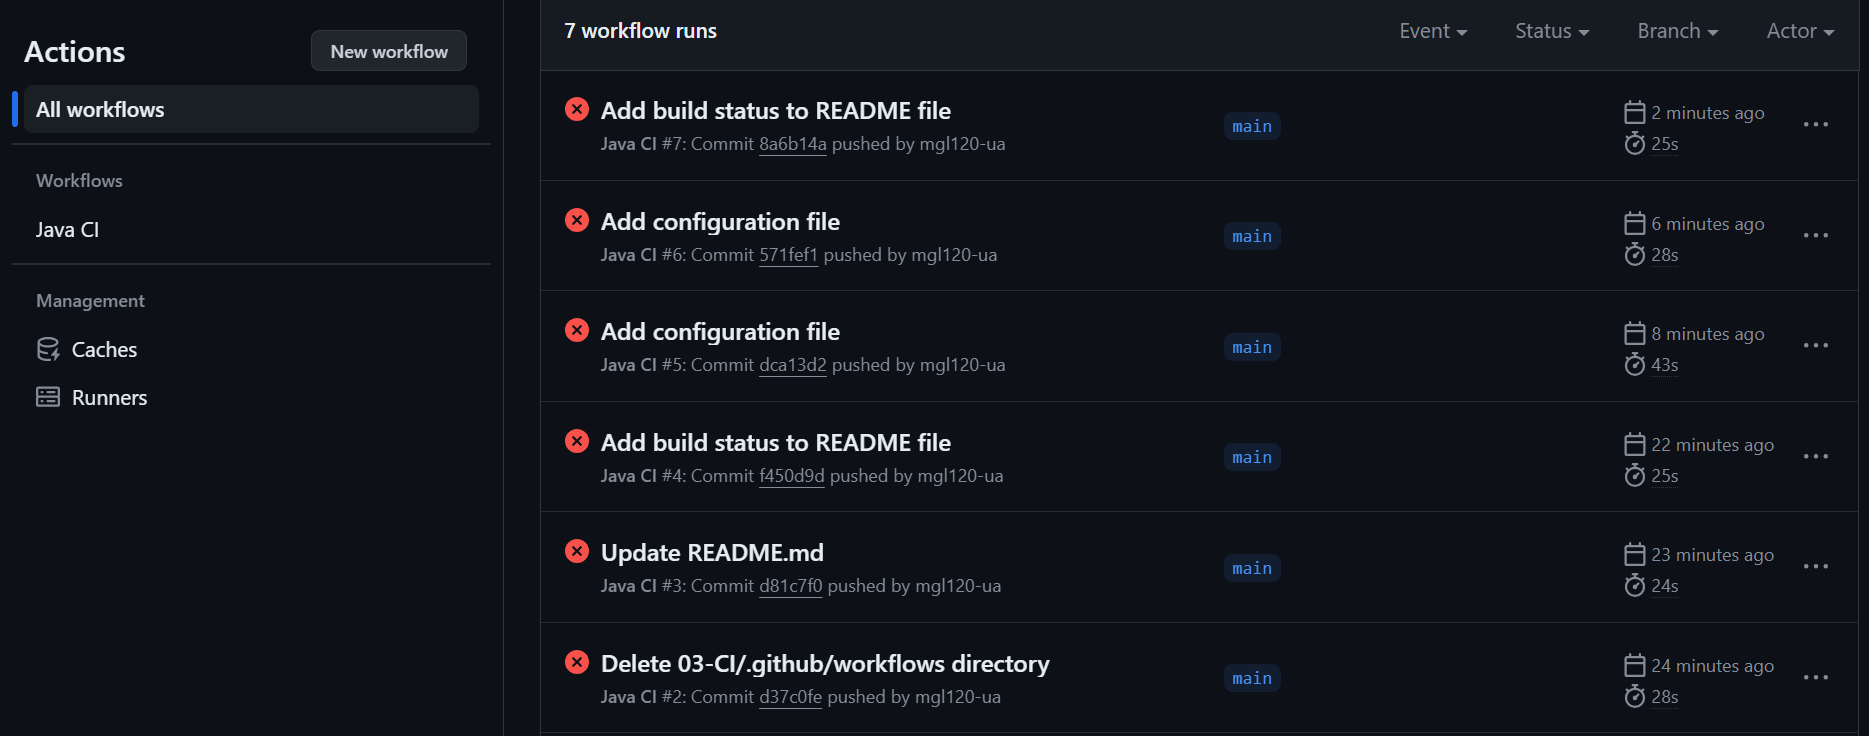 Actions
New workflow
All workflows
Workflows
Java CI
Management
Caches
Runners
7 workflow runs
Event
Status
Branch
Actor
Add build status to README file
Java CI #7: Commit 8a6b14a pushed by mgl120-ua
main
2 minutes ago
25s
Add configuration file
Java CI #6: Commit 571fef1 pushed by mgl120-ua
main
6 minutes ago
28s
Add configuration file
Java CI #5: Commit dca13d2 pushed by mgl120-ua
main
8 minutes ago
43s
Add build status to README file
Java CI #4: Commit f450d9d pushed by mgl120-ua
main
22 minutes ago
25s
Update README.md
Java CI #3: Commit d81c7f0 pushed by mgl120-ua
main
23 minutes ago
24s
Delete 03-CI/.github/workflows directory
Java CI #2: Commit d37c0fe pushed by mgl120-ua
main
24 minutes ago
28s